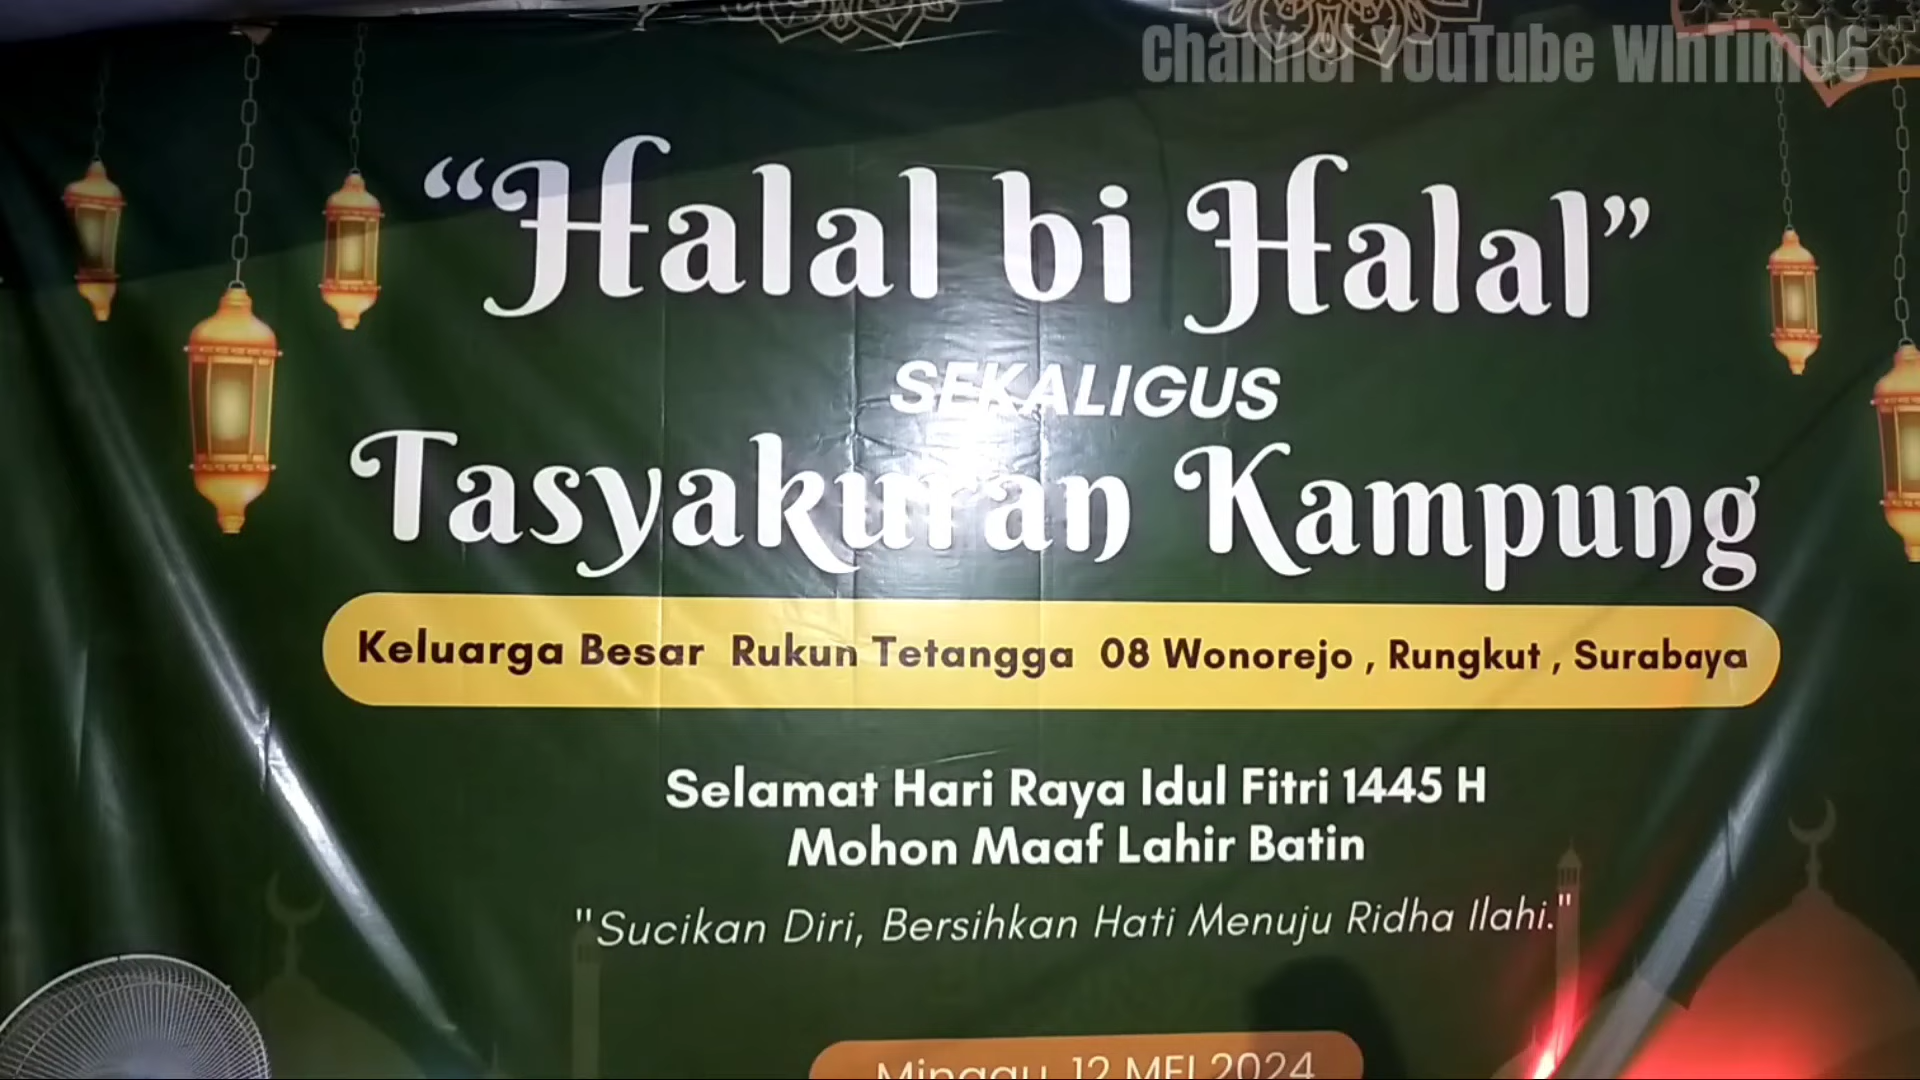 Channel YouTube WInTim06
“Halal bi Halal”
SEKALIGUS
Tasyakuran Kampung
Keluarga Besar Rukun Tetangga 08 Wonorejo , Rungkut , Surabaya
Selamat Hari Raya Idul Fitri 1445 H
Mohon Maaf Lahir Batin
"Sucikan Diri, Bersihkan Hati Menuju Ridha Ilahi."
Minggu, 12 MEI 2024